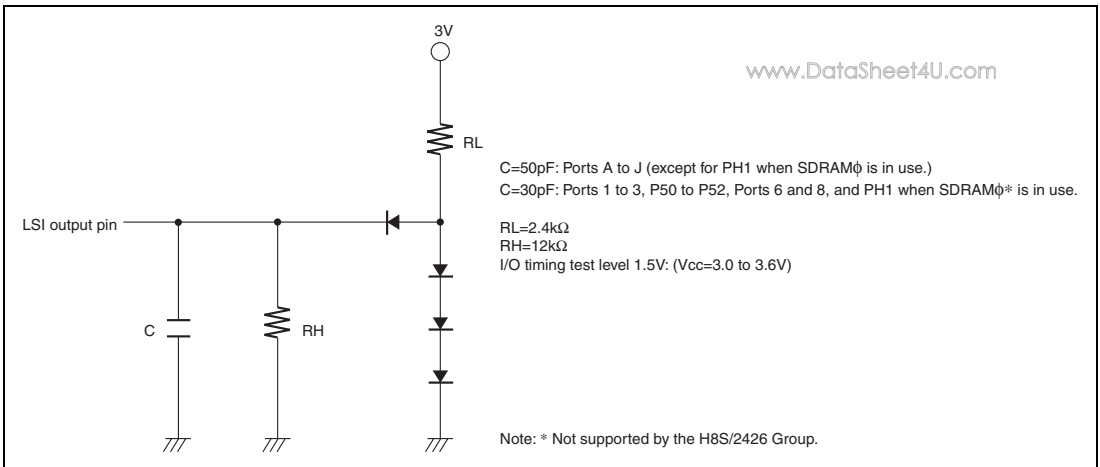 3V
www.DataSheet4U.com
RL
C=50pF: Ports A to J (except for PH1 when SDRAMϕ is in use.)
C=30pF: Ports 1 to 3, P50 to P52, Ports 6 and 8, and PH1 when SDRAMϕ* is in use.
LSI output pin
RL=2.4kΩ
RH=12kΩ
I/O timing test level 1.5V: (Vcc=3.0 to 3.6V)
C
RH
Note: * Not supported by the H8S/2426 Group.